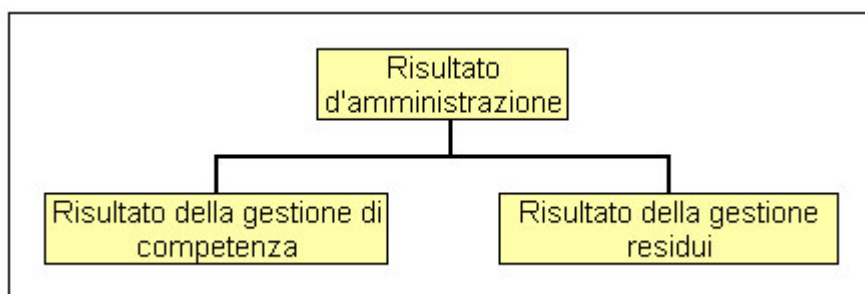 Risultato
d'amministrazione
Risultato della gestione di
competenza
Risultato della gestione
residui